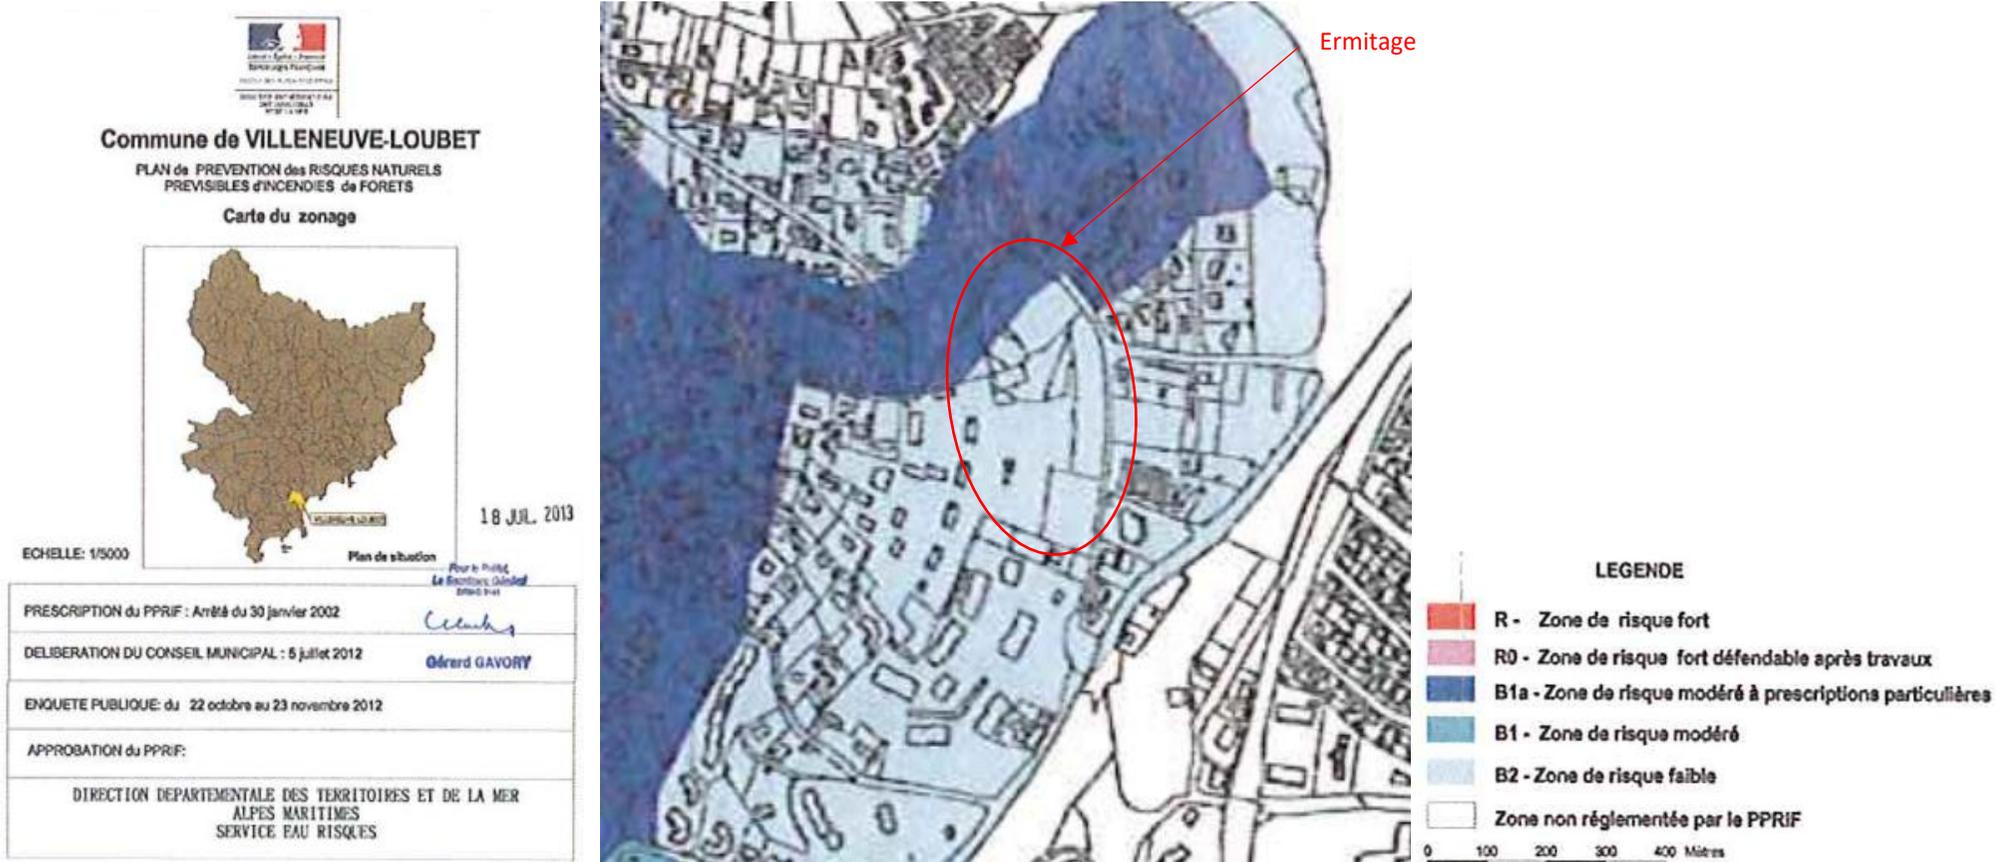 Commune de VILLENEUVE-LOUBET
PLAN de PREVENTION des RISQUES NATURELS
PREVISIBLES d'INCENDIES de FORETS
Carte du zonage
VILLENEUVE-LOUBET
18 JUIL. 2013
ECHELLE: 1/5000
Plan de situation
Pour le Préfet,
Le Secrétaire Général
PRESCRIPTION du PPRIF : Arrêté du 30 janvier 2002
DELIBERATION DU CONSEIL MUNICIPAL : 5 juillet 2012
Gérard GAVORY
ENQUETE PUBLIQUE: du 22 octobre au 23 novembre 2012
APPROBATION du PPRIF:
DIRECTION DEPARTEMENTALE DES TERRITOIRES ET DE LA MER
ALPES MARITIMES
SERVICE EAU RISQUES
Ermitage
LEGENDE
R - Zone de risque fort
R0 - Zone de risque fort défendable après travaux
B1a - Zone de risque modéré à prescriptions particulières
B1 - Zone de risque modéré
B2 - Zone de risque faible
Zone non réglementée par le PPRIF
0 100 200 300 400 Mètres